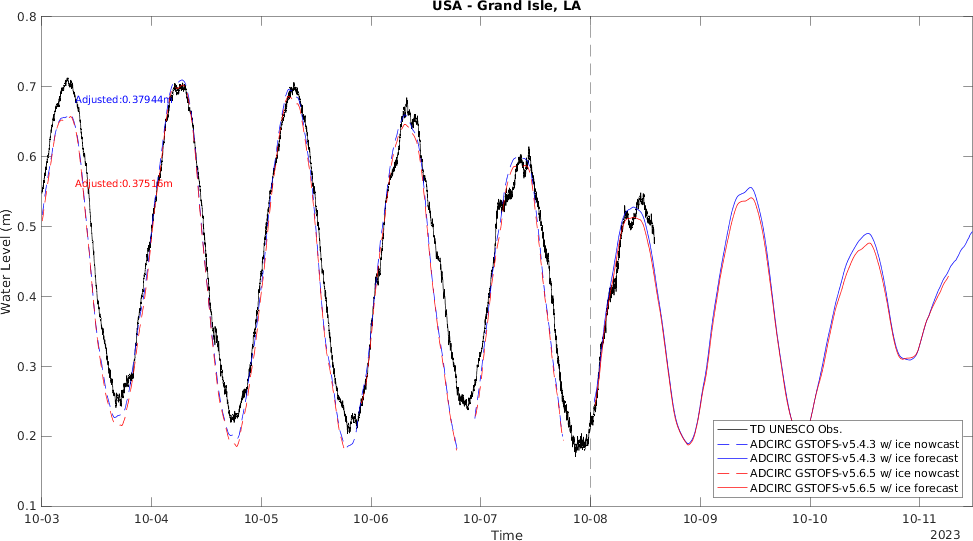 USA - Grand Isle, LA
0.8
0.7
0.6
0.5
0.4
0.3
0.2
0.1
Water Level (m)
Adjusted:0.37944m
Adjusted:0.37516m
TD UNESCO Obs.
ADCIRC GSTOFS-v5.4.3 w/ ice nowcast
ADCIRC GSTOFS-v5.4.3 w/ ice forecast
ADCIRC GSTOFS-v5.6.5 w/ ice nowcast
ADCIRC GSTOFS-v5.6.5 w/ ice forecast
10-03 10-04 10-05 10-06 10-07 10-08 10-09 10-10 10-11
Time
2023